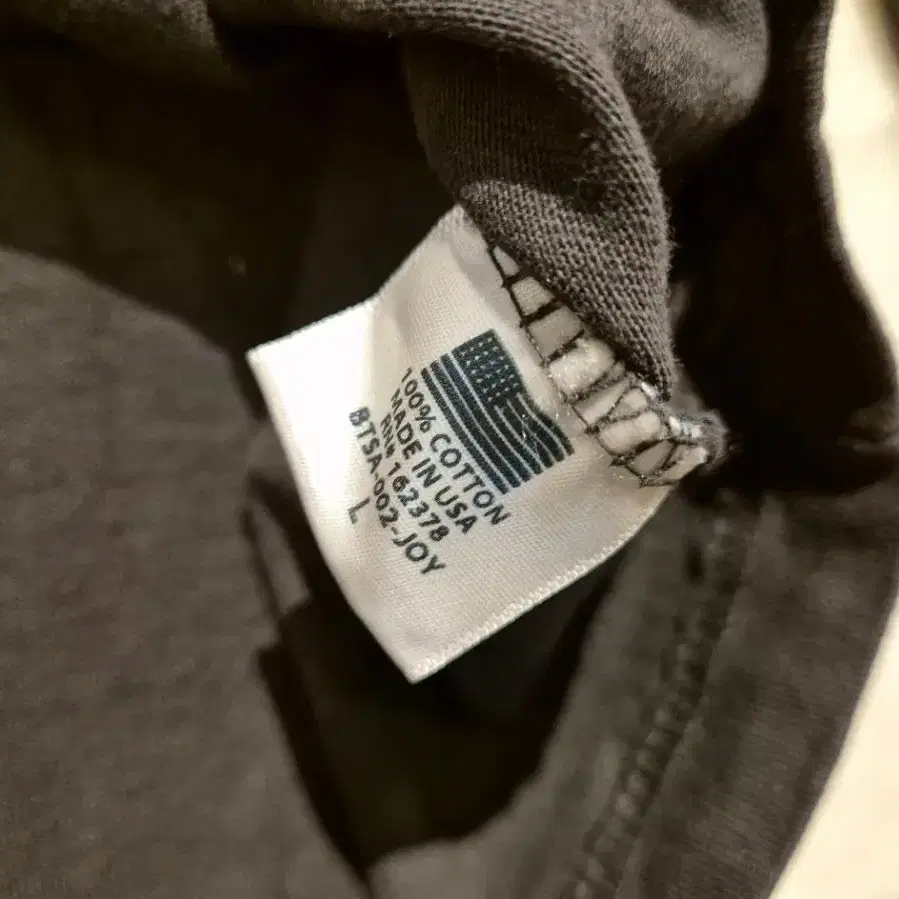 100% COTTON
MADE IN USA
RN# 162378
BTSA-002-JOY
L